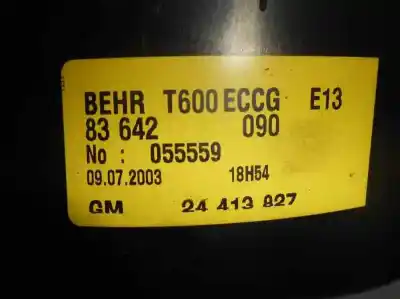 BEHR T600 ECCG E13
83 642 090
No : 055559
09.07.2003 18H54
GM 24 413 827